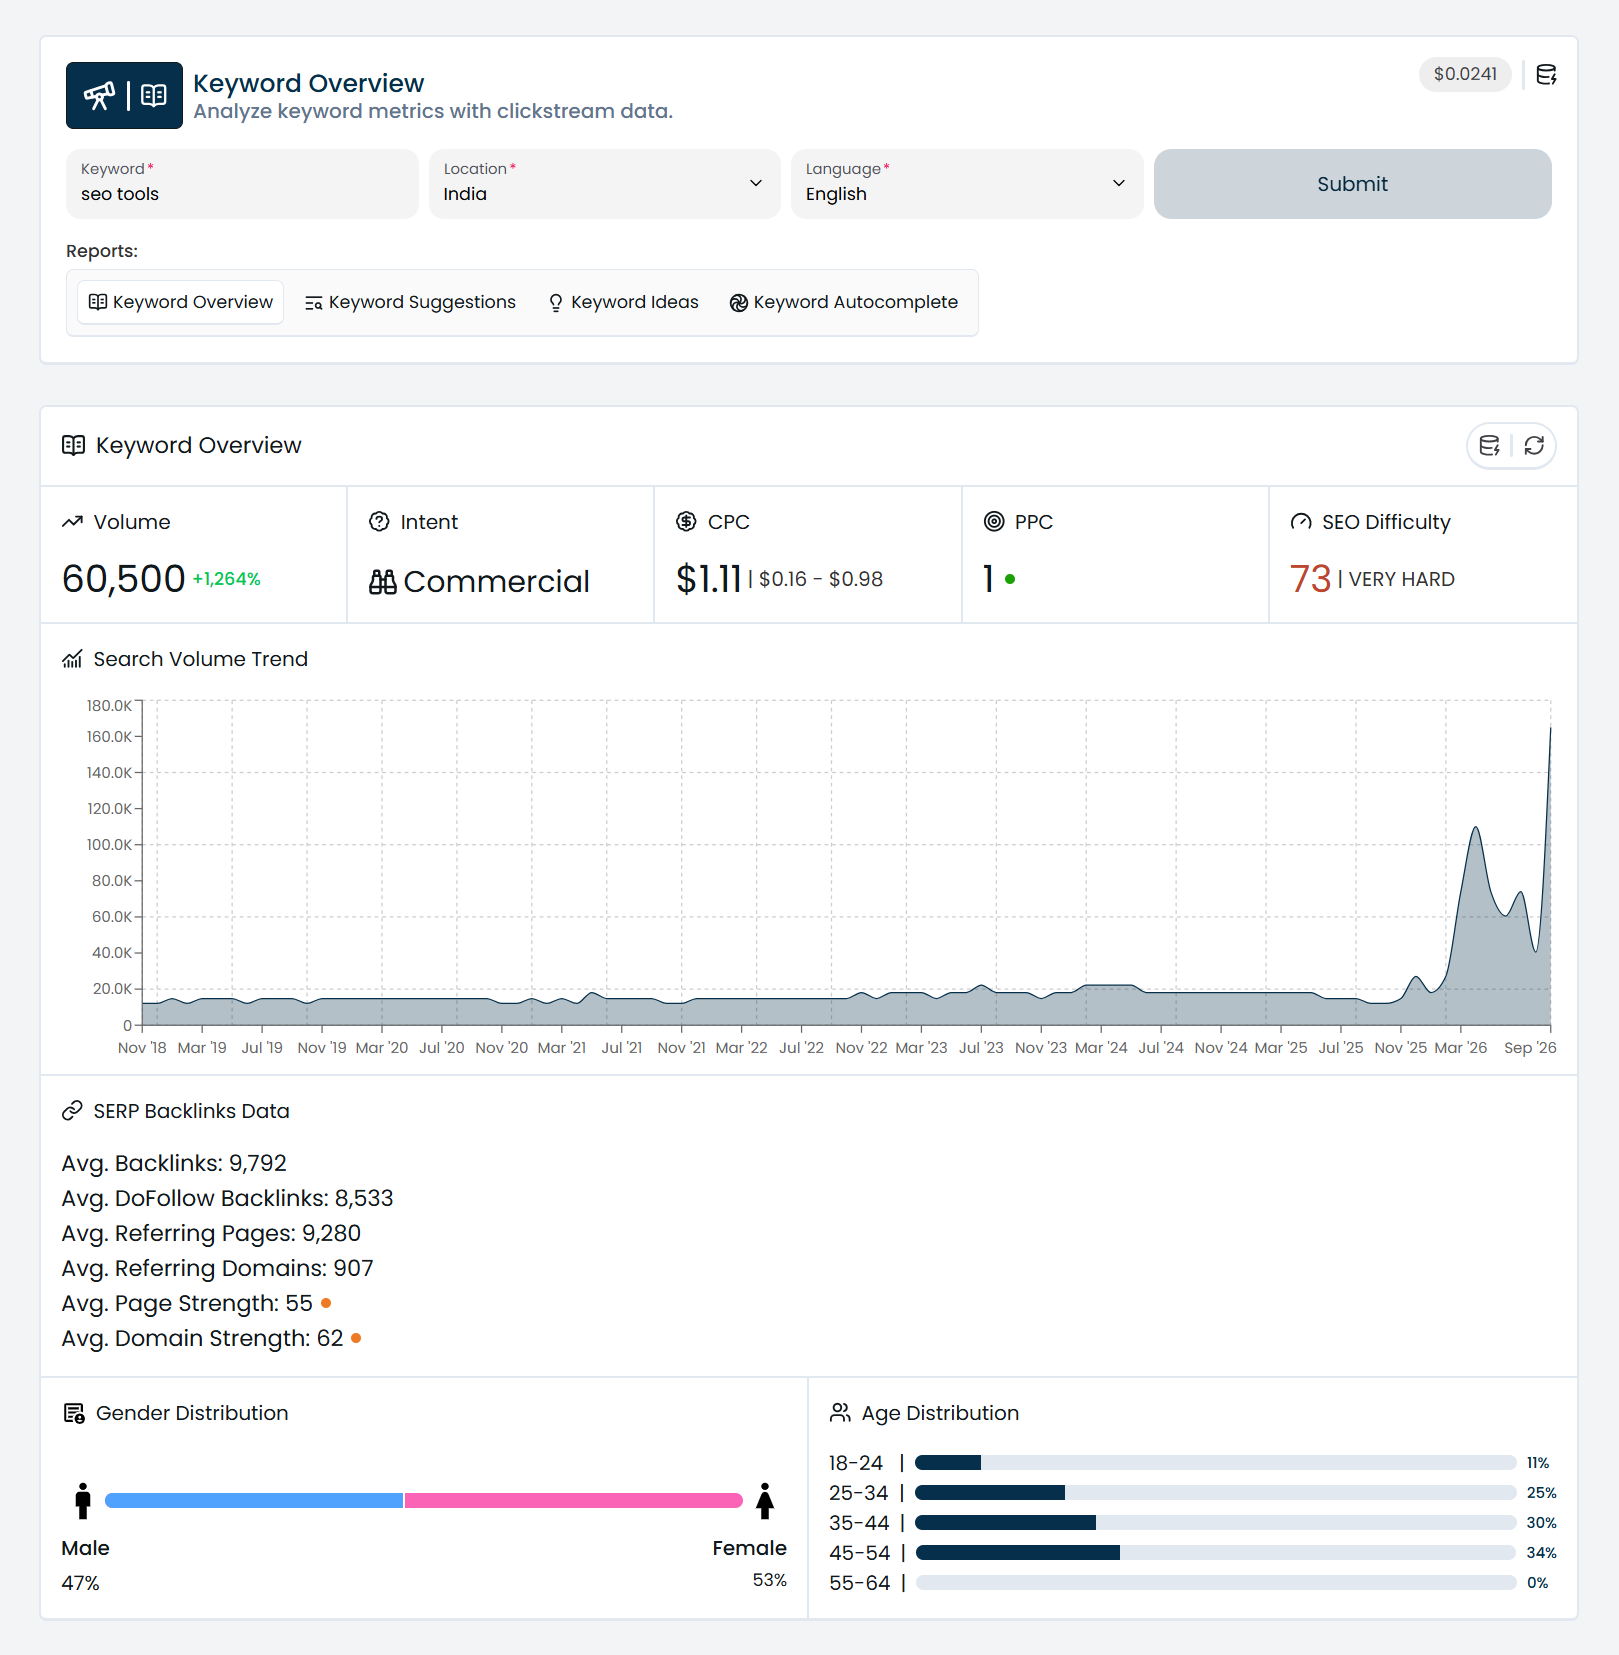 Keyword Overview
Analyze keyword metrics with clickstream data.
$0.0241
Keyword*
seo tools
Location*
India
Language*
English
Submit
Reports:
Keyword Overview
Keyword Suggestions
Keyword Ideas
Keyword Autocomplete
Keyword Overview
Volume
60,500 +1,264%
Intent
Commercial
CPC
$1.11 | $0.16 - $0.98
PPC
1
SEO Difficulty
73 | VERY HARD
Search Volume Trend
180.0K
160.0K
140.0K
120.0K
100.0K
80.0K
60.0K
40.0K
20.0K
0
Nov '18 Mar '19 Jul '19 Nov '19 Mar '20 Jul '20 Nov '20 Mar '21 Jul '21 Nov '21 Mar '22 Jul '22 Nov '22 Mar '23 Jul '23 Nov '23 Mar '24 Jul '24 Nov '24 Mar '25 Jul '25 Nov '25 Mar '26 Sep '26
SERP Backlinks Data
Avg. Backlinks: 9,792
Avg. DoFollow Backlinks: 8,533
Avg. Referring Pages: 9,280
Avg. Referring Domains: 907
Avg. Page Strength: 55
Avg. Domain Strength: 62
Gender Distribution
Male
47%
Female
53%
Age Distribution
18-24 | 11%
25-34 | 25%
35-44 | 30%
45-54 | 34%
55-64 | 0%